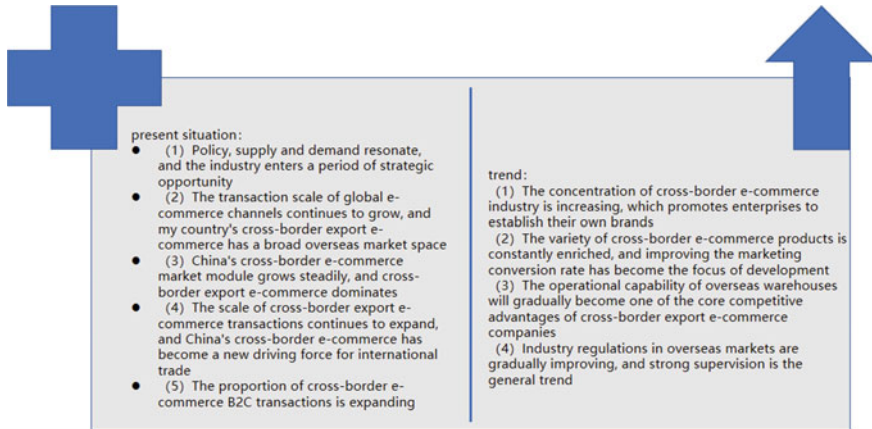 present situation:
● (1) Policy, supply and demand resonate,
and the industry enters a period of strategic
opportunity
● (2) The transaction scale of global e-
commerce channels continues to grow, and
my country's cross-border export e-
commerce has a broad overseas market space
● (3) China's cross-border e-commerce
market module grows steadily, and cross-
border export e-commerce dominates
● (4) The scale of cross-border export e-
commerce transactions continues to expand,
and China's cross-border e-commerce has
become a new driving force for international
trade
● (5) The proportion of cross-border e-
commerce B2C transactions is expanding
trend:
(1) The concentration of cross-border e-commerce
industry is increasing, which promotes enterprises to
establish their own brands
(2) The variety of cross-border e-commerce products is
constantly enriched, and improving the marketing
conversion rate has become the focus of development
(3) The operational capability of overseas warehouses
will gradually become one of the core competitive
advantages of cross-border export e-commerce
companies
(4) Industry regulations in overseas markets are
gradually improving, and strong supervision is the
general trend